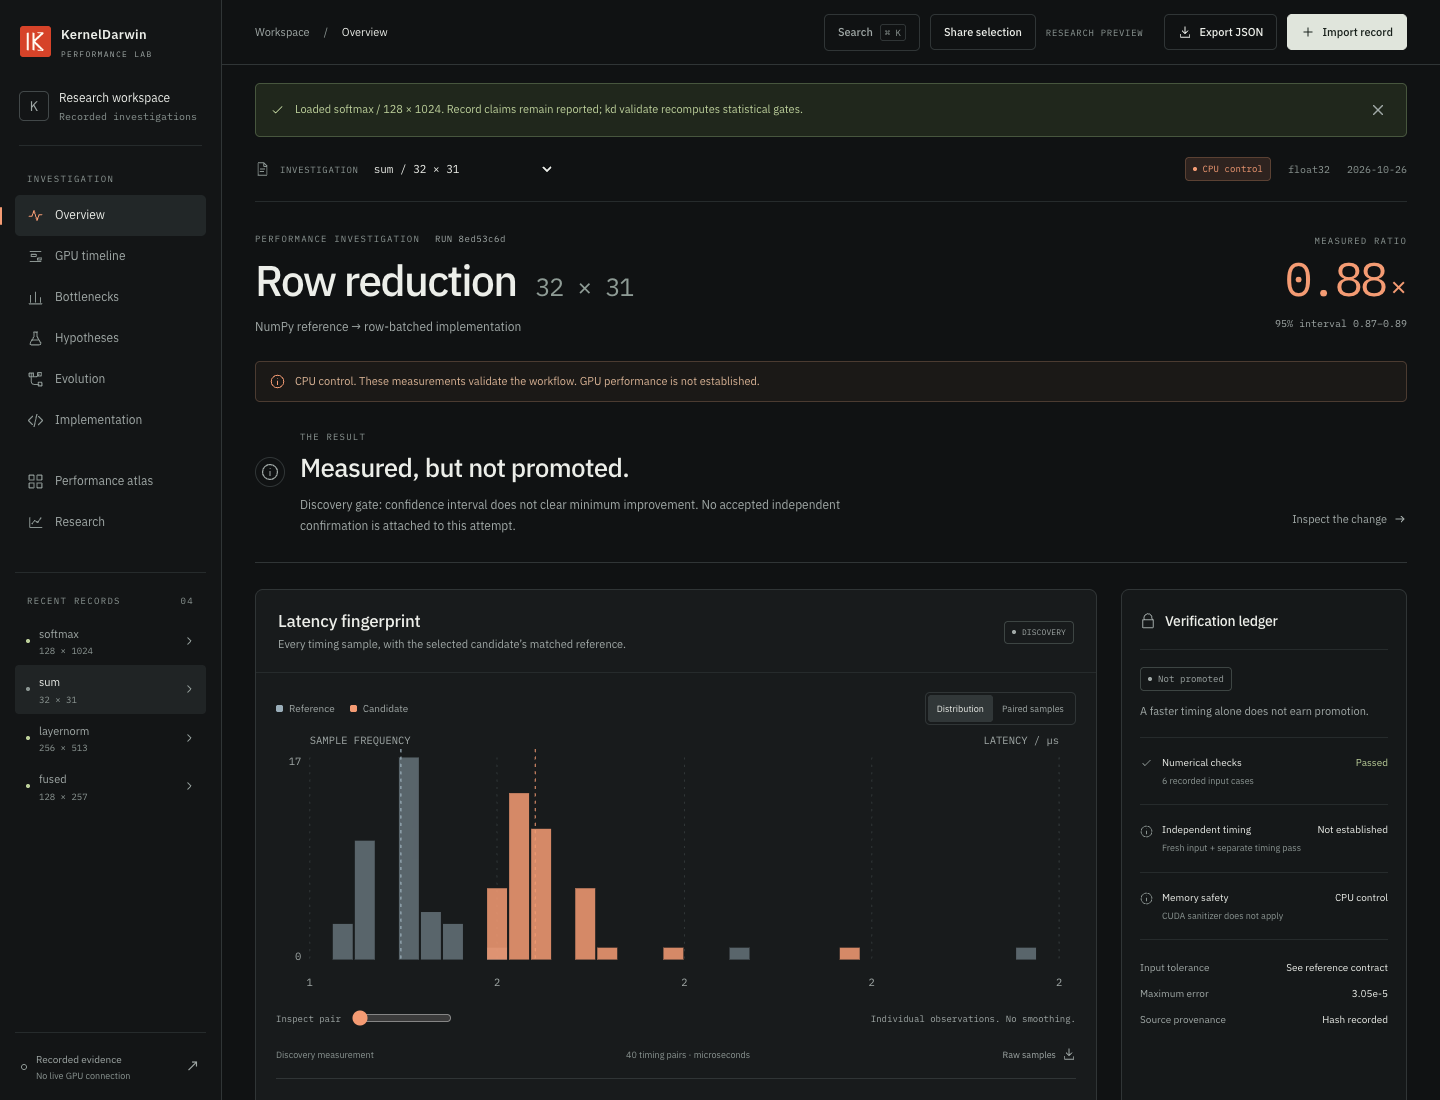 KernelDarwin
PERFORMANCE LAB
K
Research workspace
Recorded investigations
INVESTIGATION
Overview
GPU timeline
Bottlenecks
Hypotheses
Evolution
Implementation
Performance atlas
Research
RECENT RECORDS 04
softmax
128 × 1024
sum
32 × 31
layernorm
256 × 513
fused
128 × 257
Recorded evidence
No live GPU connection
Workspace / Overview
Search ⌘ K
Share selection
RESEARCH PREVIEW
Export JSON
Import record
Loaded softmax / 128 × 1024. Record claims remain reported; kd validate recomputes statistical gates.
INVESTIGATION sum / 32 × 31
CPU control float32 2026-10-26
PERFORMANCE INVESTIGATION RUN 8ed53c6d
Row reduction 32 × 31
NumPy reference → row-batched implementation
MEASURED RATIO
0.88×
95% interval 0.87–0.89
CPU control. These measurements validate the workflow. GPU performance is not established.
THE RESULT
Measured, but not promoted.
Discovery gate: confidence interval does not clear minimum improvement. No accepted independent
confirmation is attached to this attempt.
Inspect the change →
Latency fingerprint
Every timing sample, with the selected candidate's matched reference.
DISCOVERY
Reference Candidate
Distribution Paired samples
SAMPLE FREQUENCY LATENCY / µs
17
0
1 2 2 2 2
Inspect pair
Individual observations. No smoothing.
Discovery measurement 40 timing pairs · microseconds Raw samples
Verification ledger
Not promoted
A faster timing alone does not earn promotion.
Numerical checks Passed
6 recorded input cases
Independent timing Not established
Fresh input + separate timing pass
Memory safety CPU control
CUDA sanitizer does not apply
Input tolerance See reference contract
Maximum error 3.05e-5
Source provenance Hash recorded